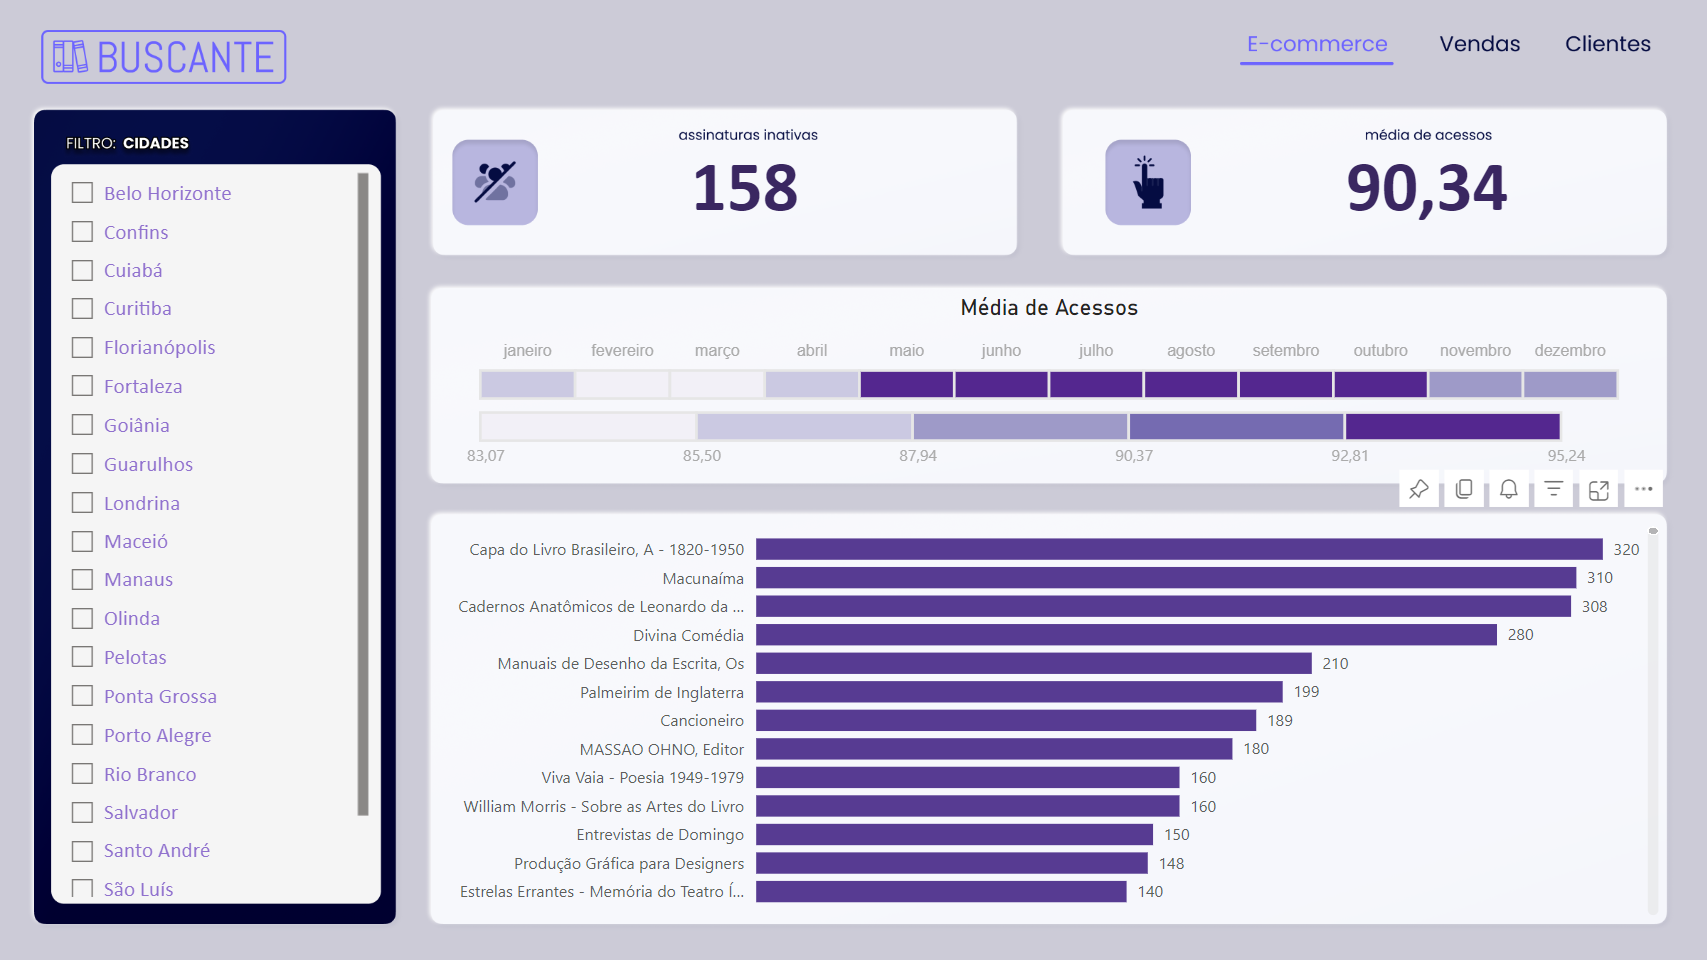 BUSCANTE
E-commerce
Vendas
Clientes
FILTRO: CIDADES
Belo Horizonte
Confins
Cuiabá
Curitiba
Florianópolis
Fortaleza
Goiânia
Guarulhos
Londrina
Maceió
Manaus
Olinda
Pelotas
Ponta Grossa
Porto Alegre
Rio Branco
Salvador
Santo André
São Luís
assinaturas inativas
158
média de acessos
90,34
Média de Acessos
janeiro fevereiro março abril maio junho julho agosto setembro outubro novembro dezembro
83,07 85,50 87,94 90,37 92,81 95,24
Capa do Livro Brasileiro, A - 1820-1950 320
Macunaíma 310
Cadernos Anatômicos de Leonardo da ... 308
Divina Comédia 280
Manuais de Desenho da Escrita, Os 210
Palmeirim de Inglaterra 199
Cancioneiro 189
MASSAO OHNO, Editor 180
Viva Vaia - Poesia 1949-1979 160
William Morris - Sobre as Artes do Livro 160
Entrevistas de Domingo 150
Produção Gráfica para Designers 148
Estrelas Errantes - Memória do Teatro Í... 140